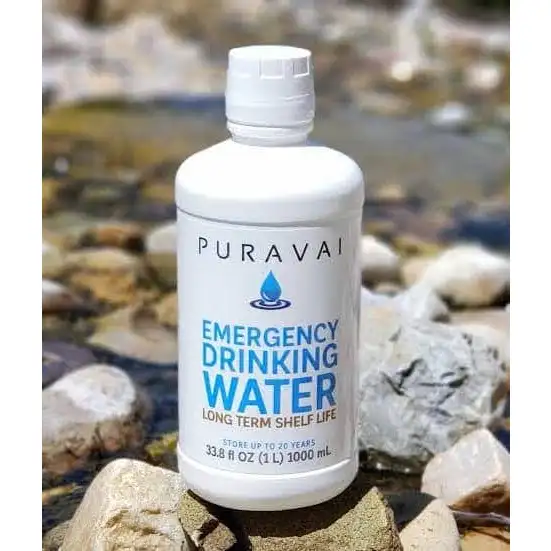 PURAVAI
EMERGENCY
DRINKING
WATER
LONG TERM SHELF LIFE
STORE UP TO 20 YEARS
33.8 fl OZ (1 L) 1000 mL